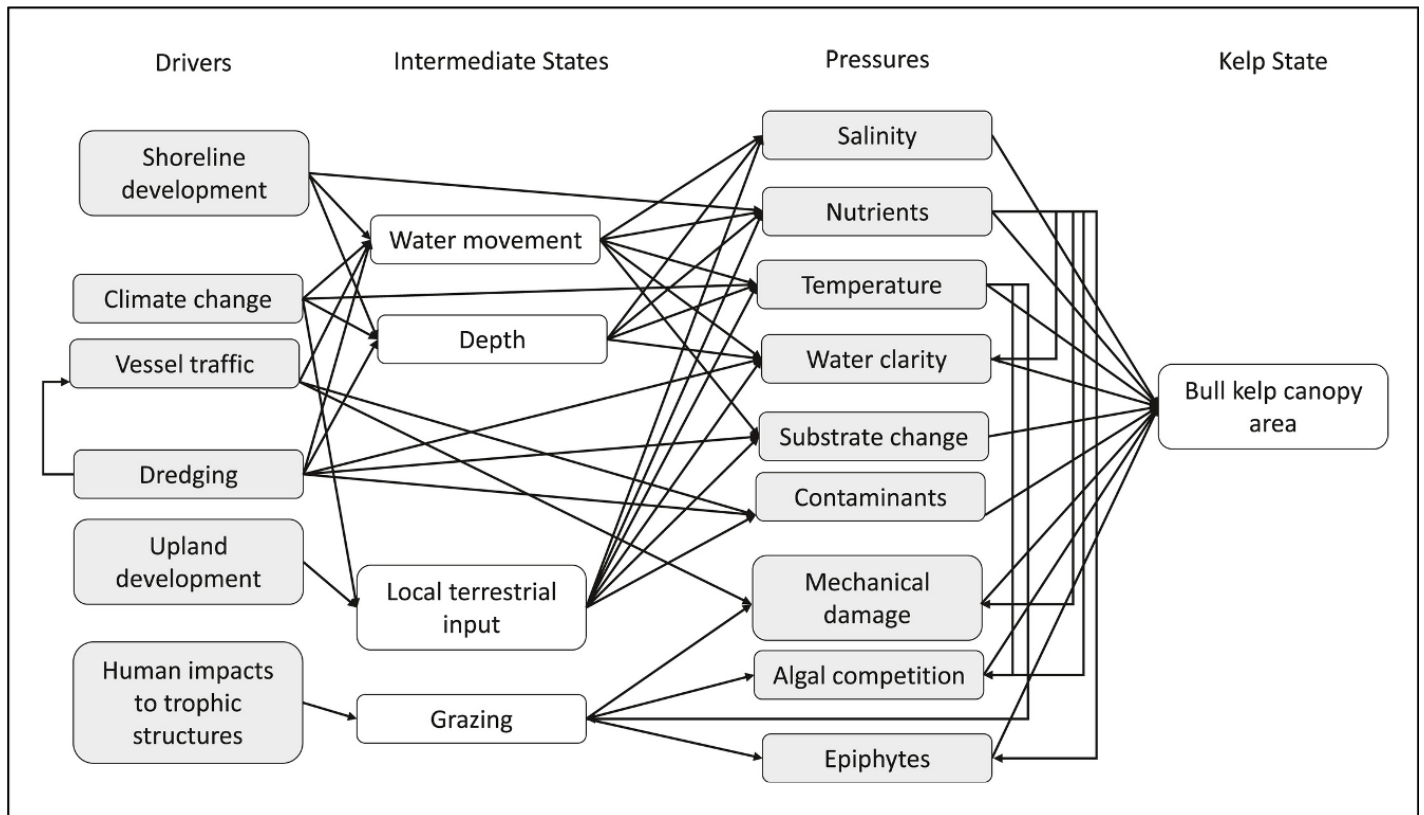 Drivers
Intermediate States
Pressures
Kelp State
Shoreline
development
Climate change
Vessel traffic
Dredging
Upland
development
Human impacts
to trophic
structures
Water movement
Depth
Local terrestrial
input
Grazing
Salinity
Nutrients
Temperature
Water clarity
Substrate change
Contaminants
Mechanical
damage
Algal competition
Epiphytes
Bull kelp canopy
area